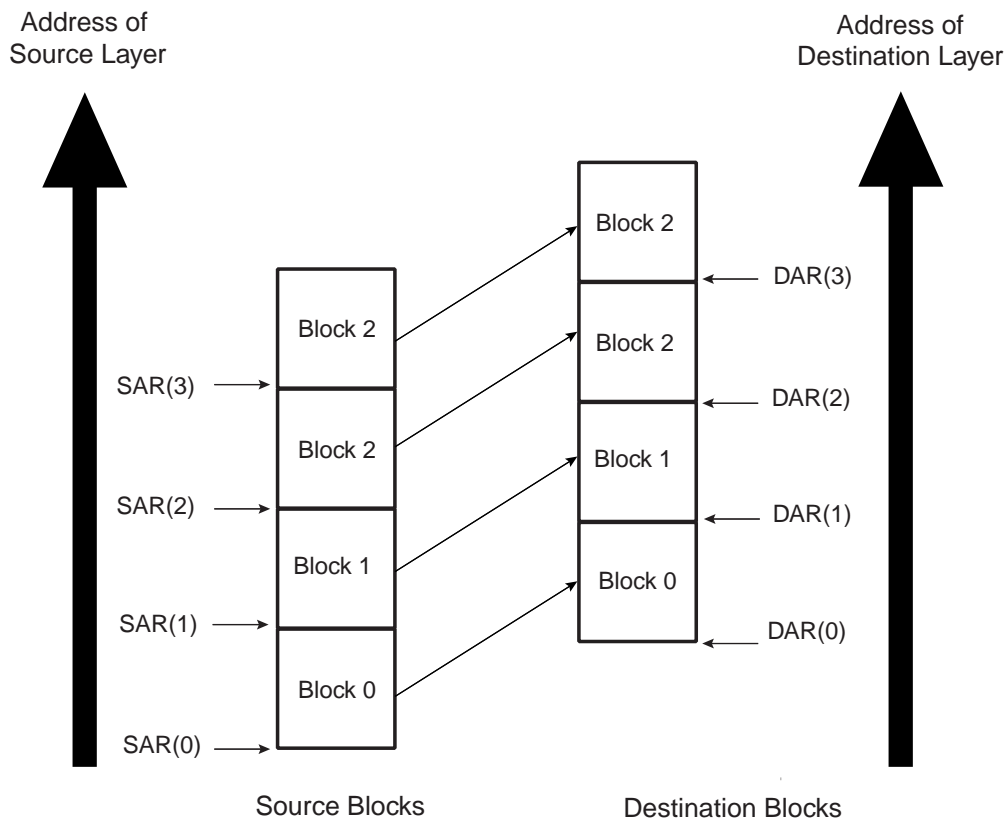 Address of
Source Layer
Address of
Destination Layer
Block 2
Block 2
DAR(3)
Block 2
Block 2
SAR(3)
DAR(2)
Block 2
Block 1
SAR(2)
DAR(1)
Block 1
Block 0
SAR(1)
DAR(0)
Block 0
SAR(0)
Source Blocks
Destination Blocks